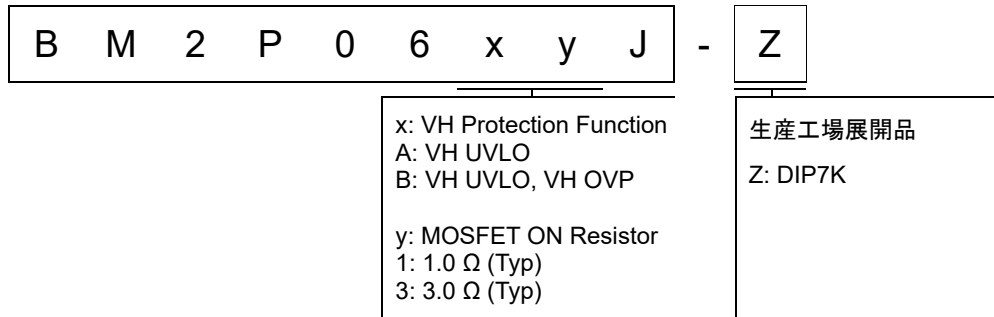 B M 2 P 0 6 x y J - Z
x: VH Protection Function
A: VH UVLO
B: VH UVLO, VH OVP
y: MOSFET ON Resistor
1: 1.0 Ω (Typ)
3: 3.0 Ω (Typ)
生産工場展開品
Z: DIP7K